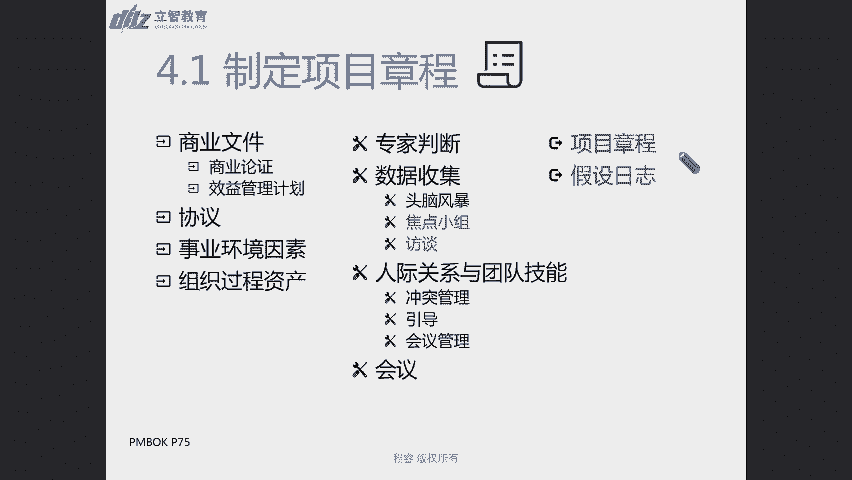 立智教育
4.1 制定项目章程
商业文件
商业论证
效益管理计划
协议
事业环境因素
组织过程资产
专家判断
数据收集
头脑风暴
焦点小组
访谈
人际关系与团队技能
冲突管理
引导
会议管理
会议
项目章程
假设日志
PMBOK P75
版权所有